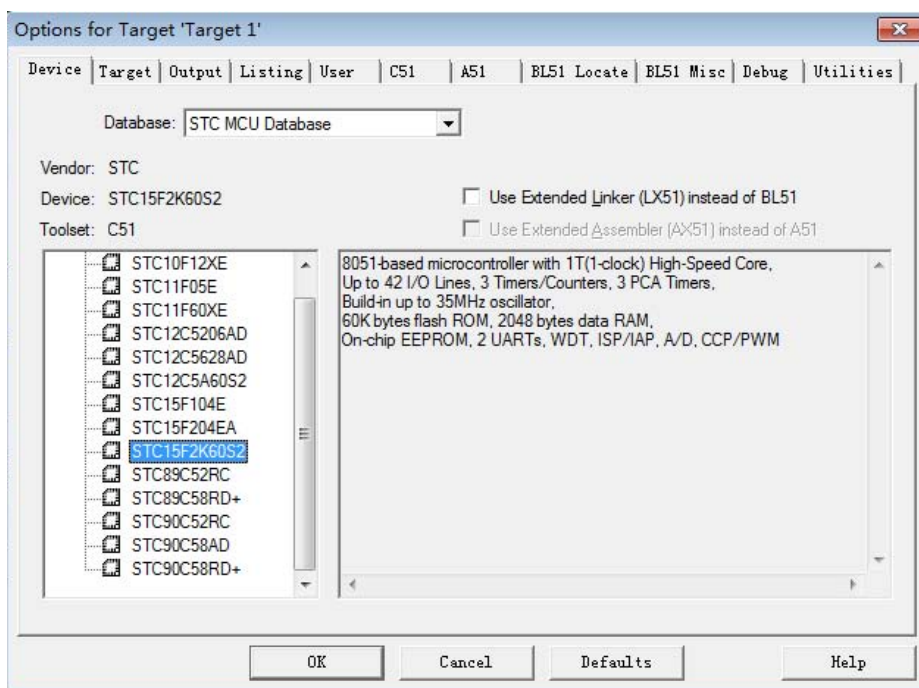 Options for Target 'Target 1'
Device Target Output Listing User C51 A51 BL51 Locate BL51 Misc Debug Utilities
Database: STC MCU Database
Vendor: STC
Device: STC15F2K60S2
Toolset: C51
Use Extended Linker (LX51) instead of BL51
Use Extended Assembler (AX51) instead of A51
STC10F12XE
STC11F05E
STC11F60XE
STC12C5206AD
STC12C5628AD
STC12C5A60S2
STC15F104E
STC15F204EA
STC15F2K60S2
STC89C52RC
STC89C58RD+
STC90C52RC
STC90C58AD
STC90C58RD+
8051-based microcontroller with 1T(1-clock) High-Speed Core,
Up to 42 I/O Lines, 3 Timers/Counters, 3 PCA Timers,
Build-in up to 35MHz oscillator,
60K bytes flash ROM, 2048 bytes data RAM,
On-chip EEPROM, 2 UARTs, WDT, ISP/IAP, A/D, CCP/PWM
OK Cancel Defaults Help